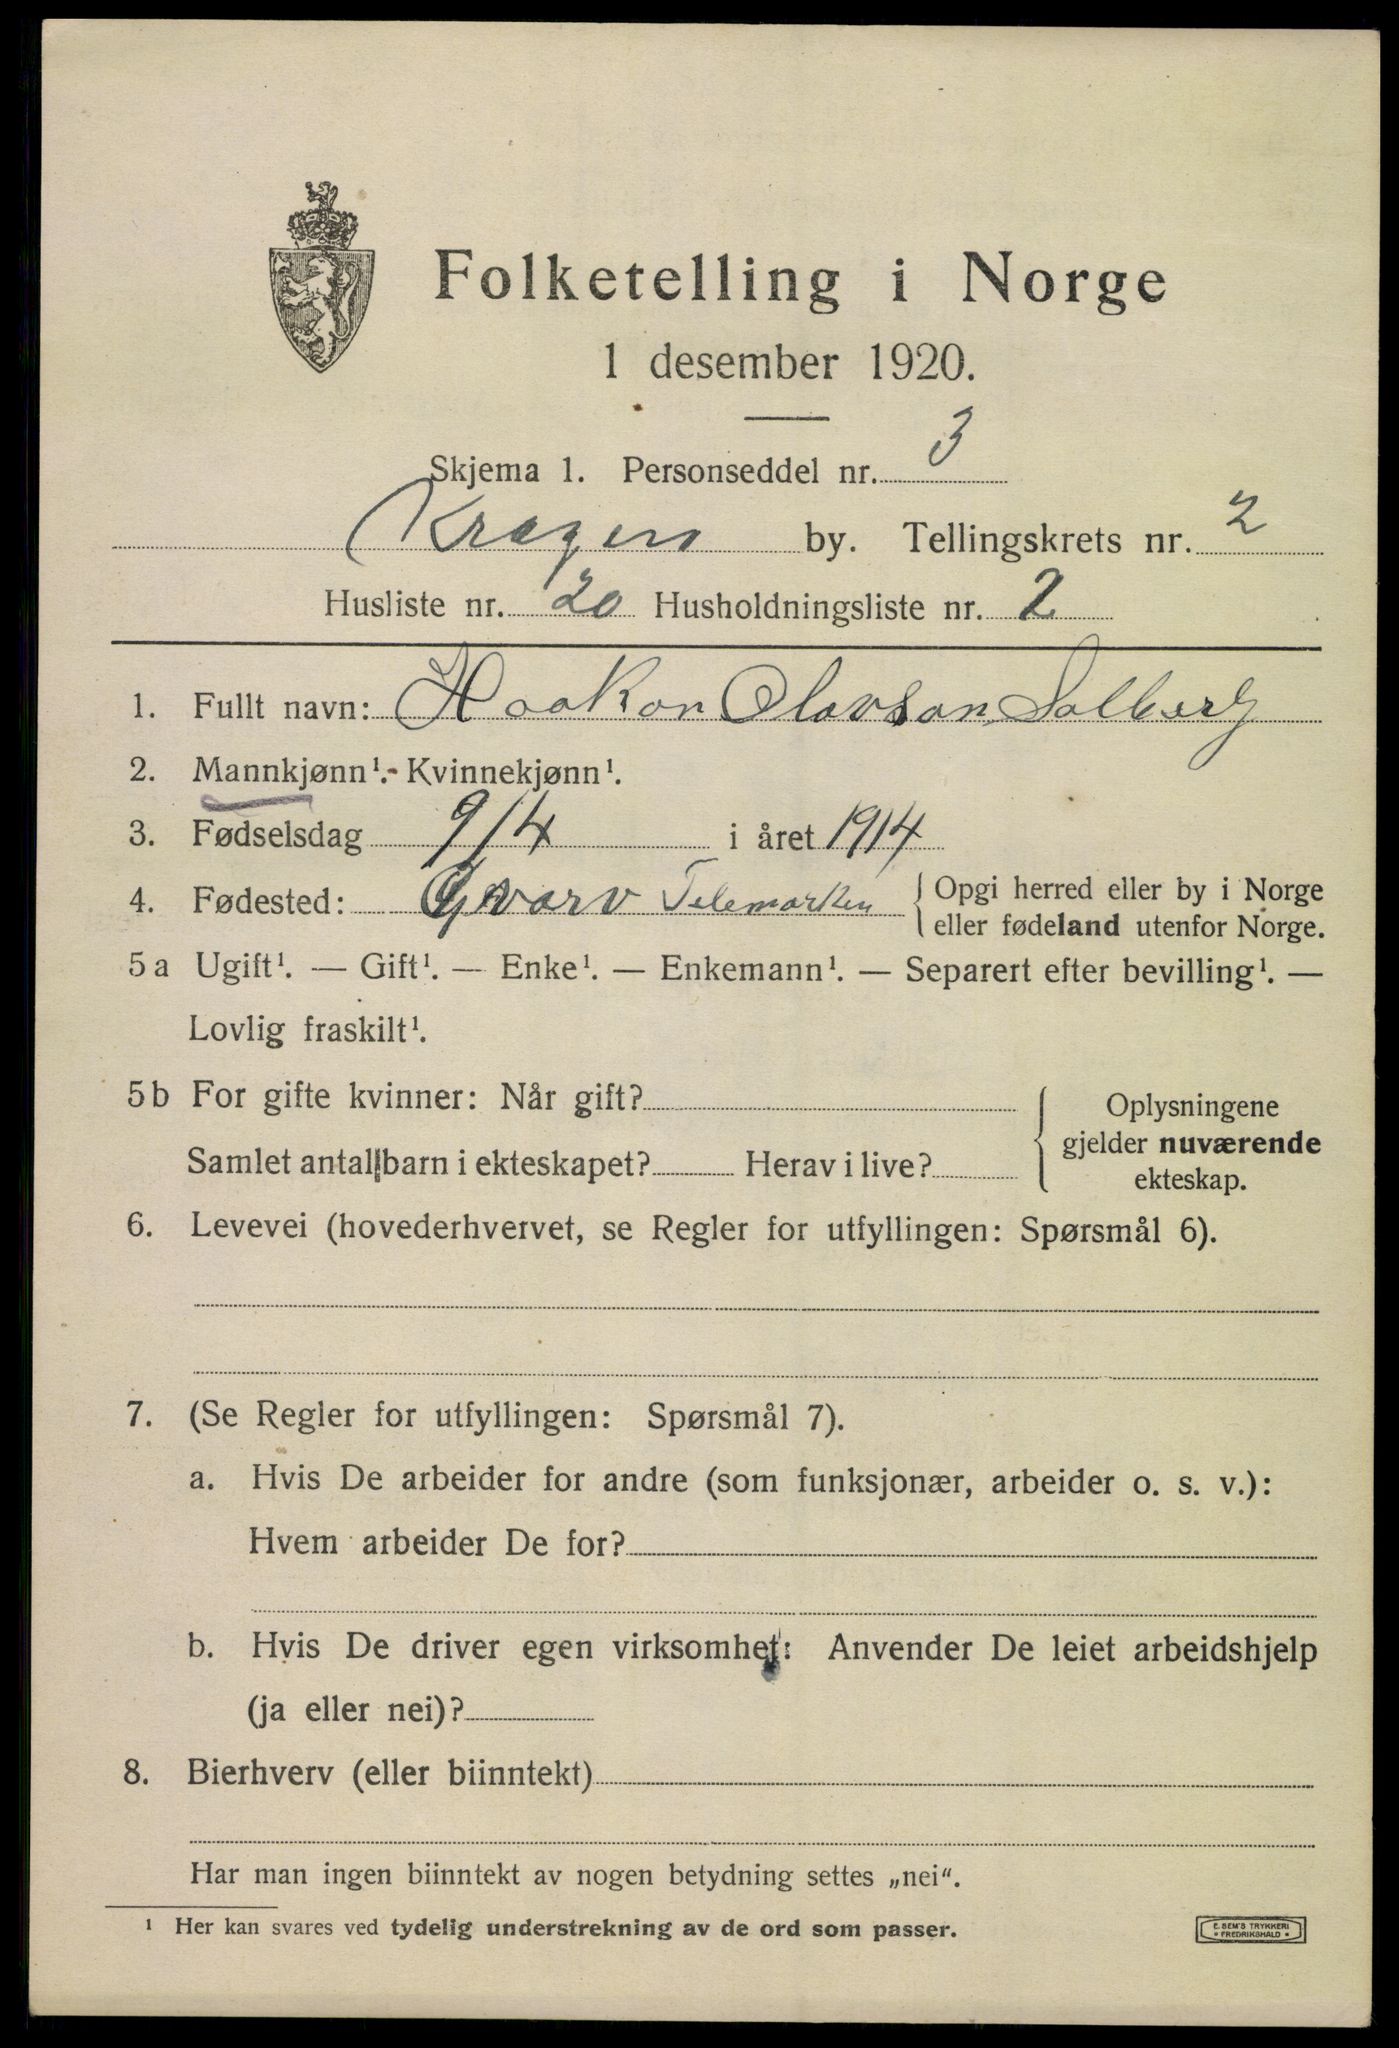 Folketelling i Norge
1 desember 1920.
Skjema 1. Personseddel nr. 3
Kragerø by. Tellingskrets nr. 2
Husliste nr. 20 Husholdningsliste nr. 2
1. Fullt navn: Haakon Olavson Solberg
2. Mannkjønn¹.- Kvinnekjønn¹.
3. Fødselsdag 9/4 i året 1914
4. Fødested: Gvarv Telemarken { Opgi herred eller by i Norge
eller fødeland utenfor Norge.
5a Ugift¹. — Gift¹. — Enke¹. — Enkemann¹. — Separert efter bevilling¹. —
Lovlig fraskilt¹.
5b For gifte kvinner: Når gift?
Samlet antall barn i ekteskapet? Herav i live?
Oplysningene
gjelder nuværende
ekteskap.
6. Levevei (hovederhvervet, se Regler for utfyllingen: Spørsmål 6).
7. (Se Regler for utfyllingen: Spørsmål 7).
a. Hvis De arbeider for andre (som funksjonær, arbeider o. s. v.):
Hvem arbeider De for?
b. Hvis De driver egen virksomhet: Anvender De leiet arbeidshjelp
(ja eller nei)?
8. Bierhverv (eller biinntekt)
Har man ingen biinntekt av nogen betydning settes „nei“.
¹ Her kan svares ved tydelig understrekning av de ord som passer.
E. SEM'S TRYKKERI
* FREDRIKSHALD *